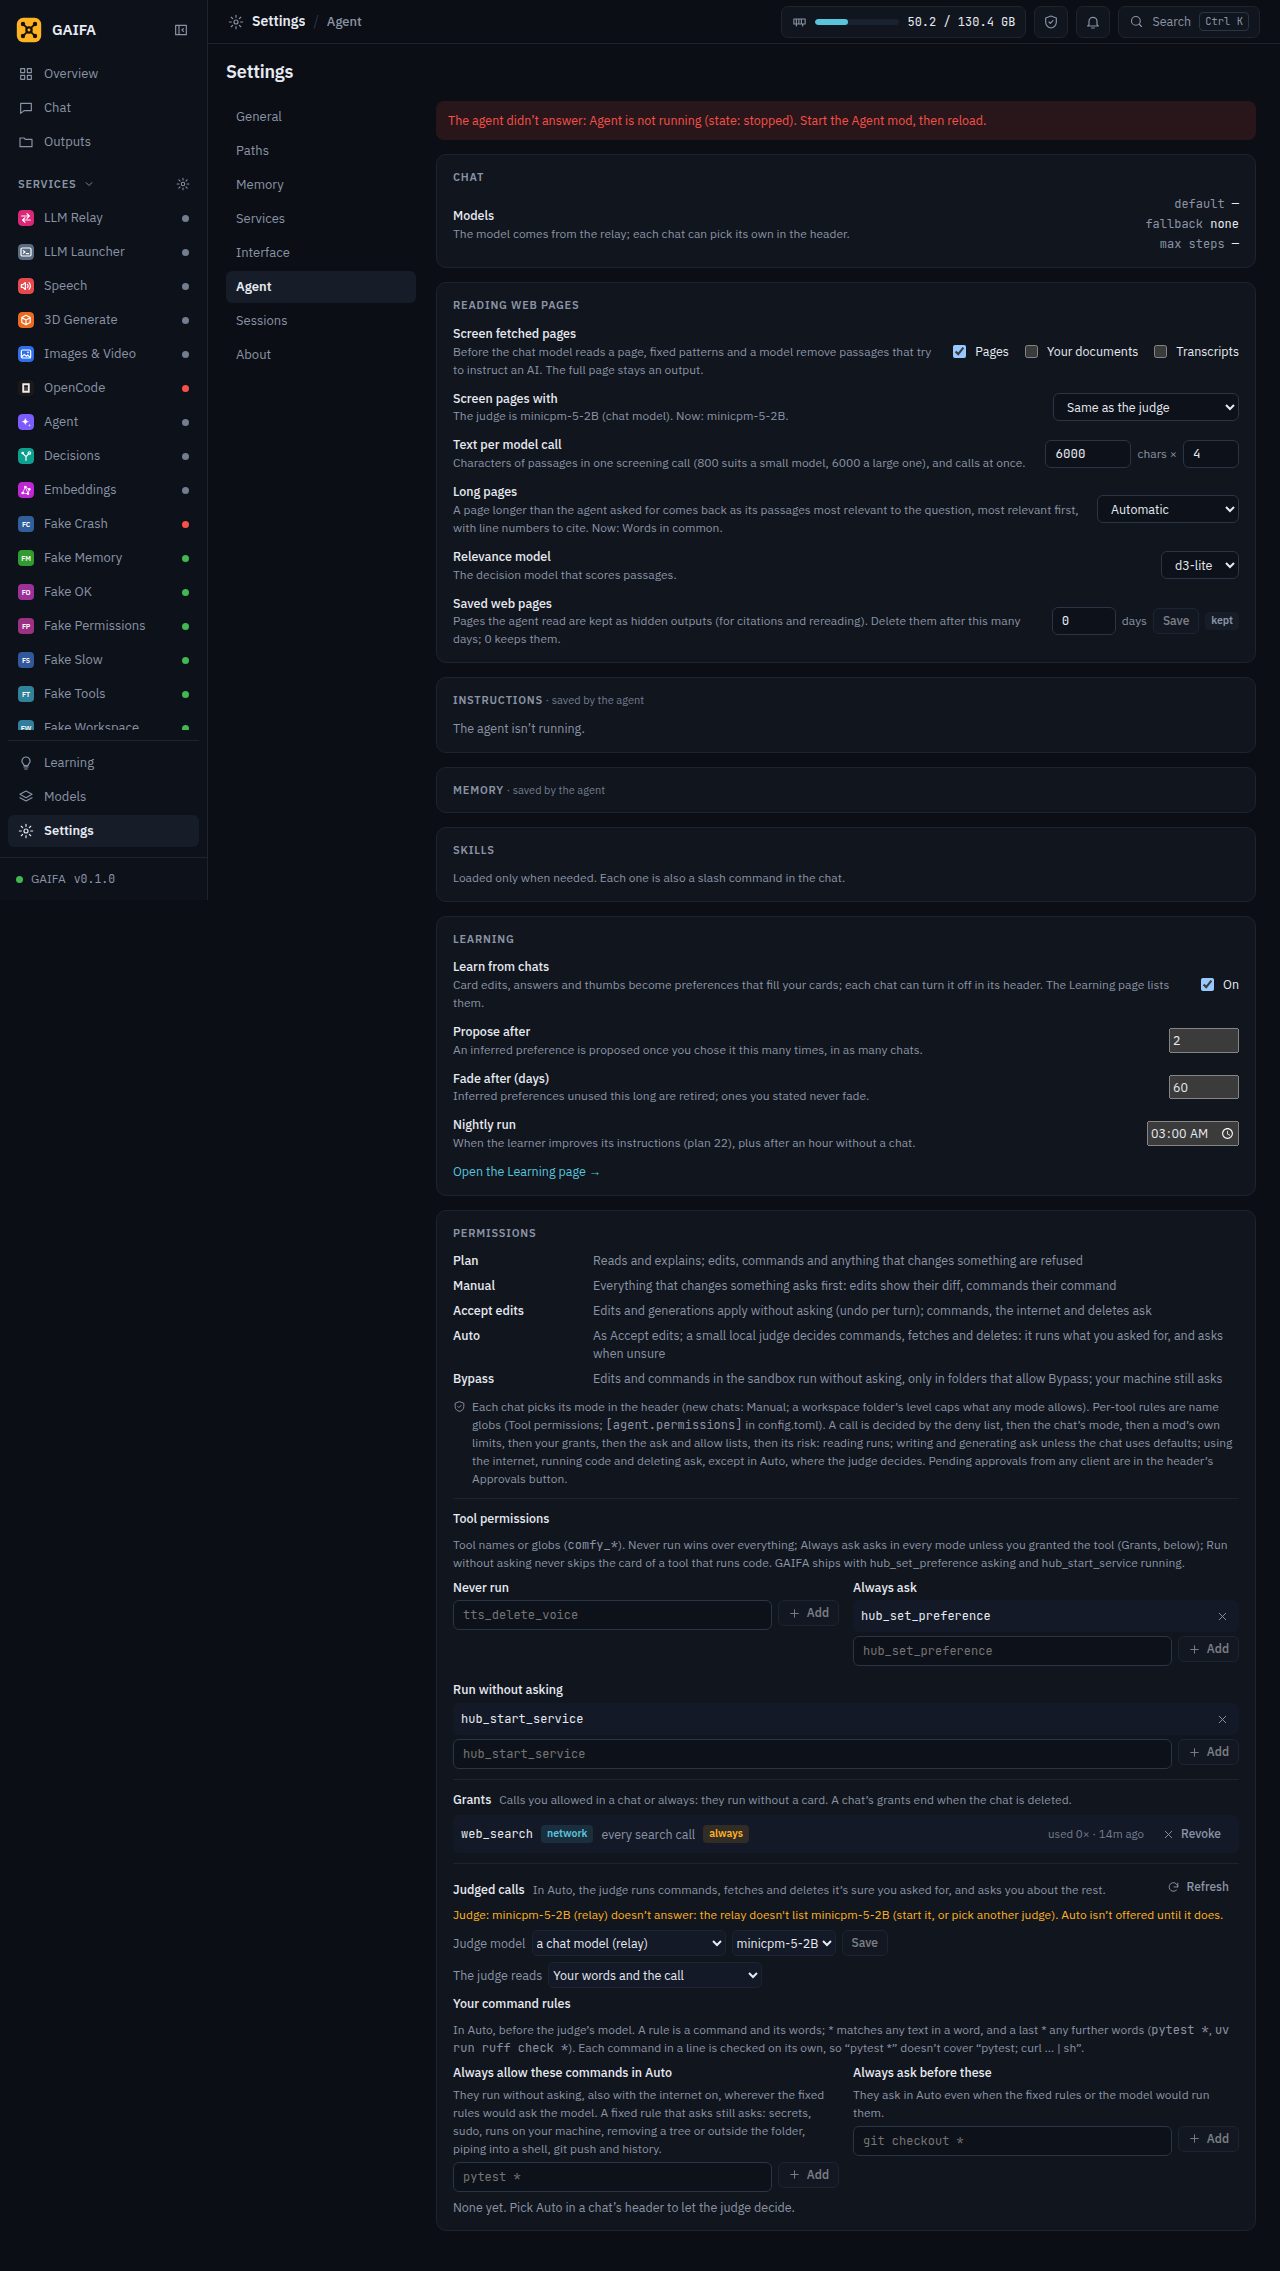 GAIFA
Overview
Chat
Outputs
SERVICES
LLM Relay
LLM Launcher
Speech
3D Generate
Images & Video
OpenCode
Agent
Decisions
Embeddings
FC Fake Crash
FM Fake Memory
FO Fake OK
FP Fake Permissions
FS Fake Slow
FT Fake Tools
FW Fake Workspace
Learning
Models
Settings
GAIFA v0.1.0
Settings / Agent
50.2 / 130.4 GB
Search Ctrl K
Settings
General
Paths
Memory
Services
Interface
Agent
Sessions
About
The agent didn't answer: Agent is not running (state: stopped). Start the Agent mod, then reload.
CHAT
Models
The model comes from the relay; each chat can pick its own in the header.
default —
fallback none
max steps —
READING WEB PAGES
Screen fetched pages
Before the chat model reads a page, fixed patterns and a model remove passages that try
to instruct an AI. The full page stays an output.
Pages Your documents Transcripts
Screen pages with
The judge is minicpm-5-2B (chat model). Now: minicpm-5-2B.
Same as the judge
Text per model call
Characters of passages in one screening call (800 suits a small model, 6000 a large one), and calls at once.
6000 chars × 4
Long pages
A page longer than the agent asked for comes back as its passages most relevant to the question, most relevant first,
with line numbers to cite. Now: Words in common.
Automatic
Relevance model
The decision model that scores passages.
d3-lite
Saved web pages
Pages the agent read are kept as hidden outputs (for citations and rereading). Delete them after this many
days; 0 keeps them.
0 days Save kept
INSTRUCTIONS · saved by the agent
The agent isn't running.
MEMORY · saved by the agent
SKILLS
Loaded only when needed. Each one is also a slash command in the chat.
LEARNING
Learn from chats
Card edits, answers and thumbs become preferences that fill your cards; each chat can turn it off in its header. The Learning page lists
them.
On
Propose after
An inferred preference is proposed once you chose it this many times, in as many chats.
2
Fade after (days)
Inferred preferences unused this long are retired; ones you stated never fade.
60
Nightly run
When the learner improves its instructions (plan 22), plus after an hour without a chat.
03:00 AM
Open the Learning page →
PERMISSIONS
Plan Reads and explains; edits, commands and anything that changes something are refused
Manual Everything that changes something asks first: edits show their diff, commands their command
Accept edits Edits and generations apply without asking (undo per turn); commands, the internet and deletes ask
Auto As Accept edits; a small local judge decides commands, fetches and deletes: it runs what you asked for, and asks
when unsure
Bypass Edits and commands in the sandbox run without asking, only in folders that allow Bypass; your machine still asks
Each chat picks its mode in the header (new chats: Manual; a workspace folder's level caps what any mode allows). Per-tool rules are name
globs (Tool permissions; [agent.permissions] in config.toml). A call is decided by the deny list, then the chat's mode, then a mod's own
limits, then your grants, then the ask and allow lists, then its risk: reading runs; writing and generating ask unless the chat uses defaults; using
the internet, running code and deleting ask, except in Auto, where the judge decides. Pending approvals from any client are in the header's
Approvals button.
Tool permissions
Tool names or globs (comfy_*). Never run wins over everything; Always ask asks in every mode unless you granted the tool (Grants, below); Run
without asking never skips the card of a tool that runs code. GAIFA ships with hub_set_preference asking and hub_start_service running.
Never run
tts_delete_voice + Add
Always ask
hub_set_preference ×
hub_set_preference + Add
Run without asking
hub_start_service ×
hub_start_service + Add
Grants Calls you allowed in a chat or always: they run without a card. A chat's grants end when the chat is deleted.
web_search network every search call always used 0× · 14m ago × Revoke
Judged calls In Auto, the judge runs commands, fetches and deletes it's sure you asked for, and asks you about the rest. Refresh
Judge: minicpm-5-2B (relay) doesn't answer: the relay doesn't list minicpm-5-2B (start it, or pick another judge). Auto isn't offered until it does.
Judge model a chat model (relay) minicpm-5-2B Save
The judge reads Your words and the call
Your command rules
In Auto, before the judge's model. A rule is a command and its words; * matches any text in a word, and a last * any further words (pytest *, uv
run ruff check *). Each command in a line is checked on its own, so “pytest *” doesn't cover “pytest; curl … | sh”.
Always allow these commands in Auto
They run without asking, also with the internet on, wherever the fixed
rules would ask the model. A fixed rule that asks still asks: secrets,
sudo, runs on your machine, removing a tree or outside the folder,
piping into a shell, git push and history.
pytest * + Add
Always ask before these
They ask in Auto even when the fixed rules or the model would run
them.
git checkout * + Add
None yet. Pick Auto in a chat's header to let the judge decide.